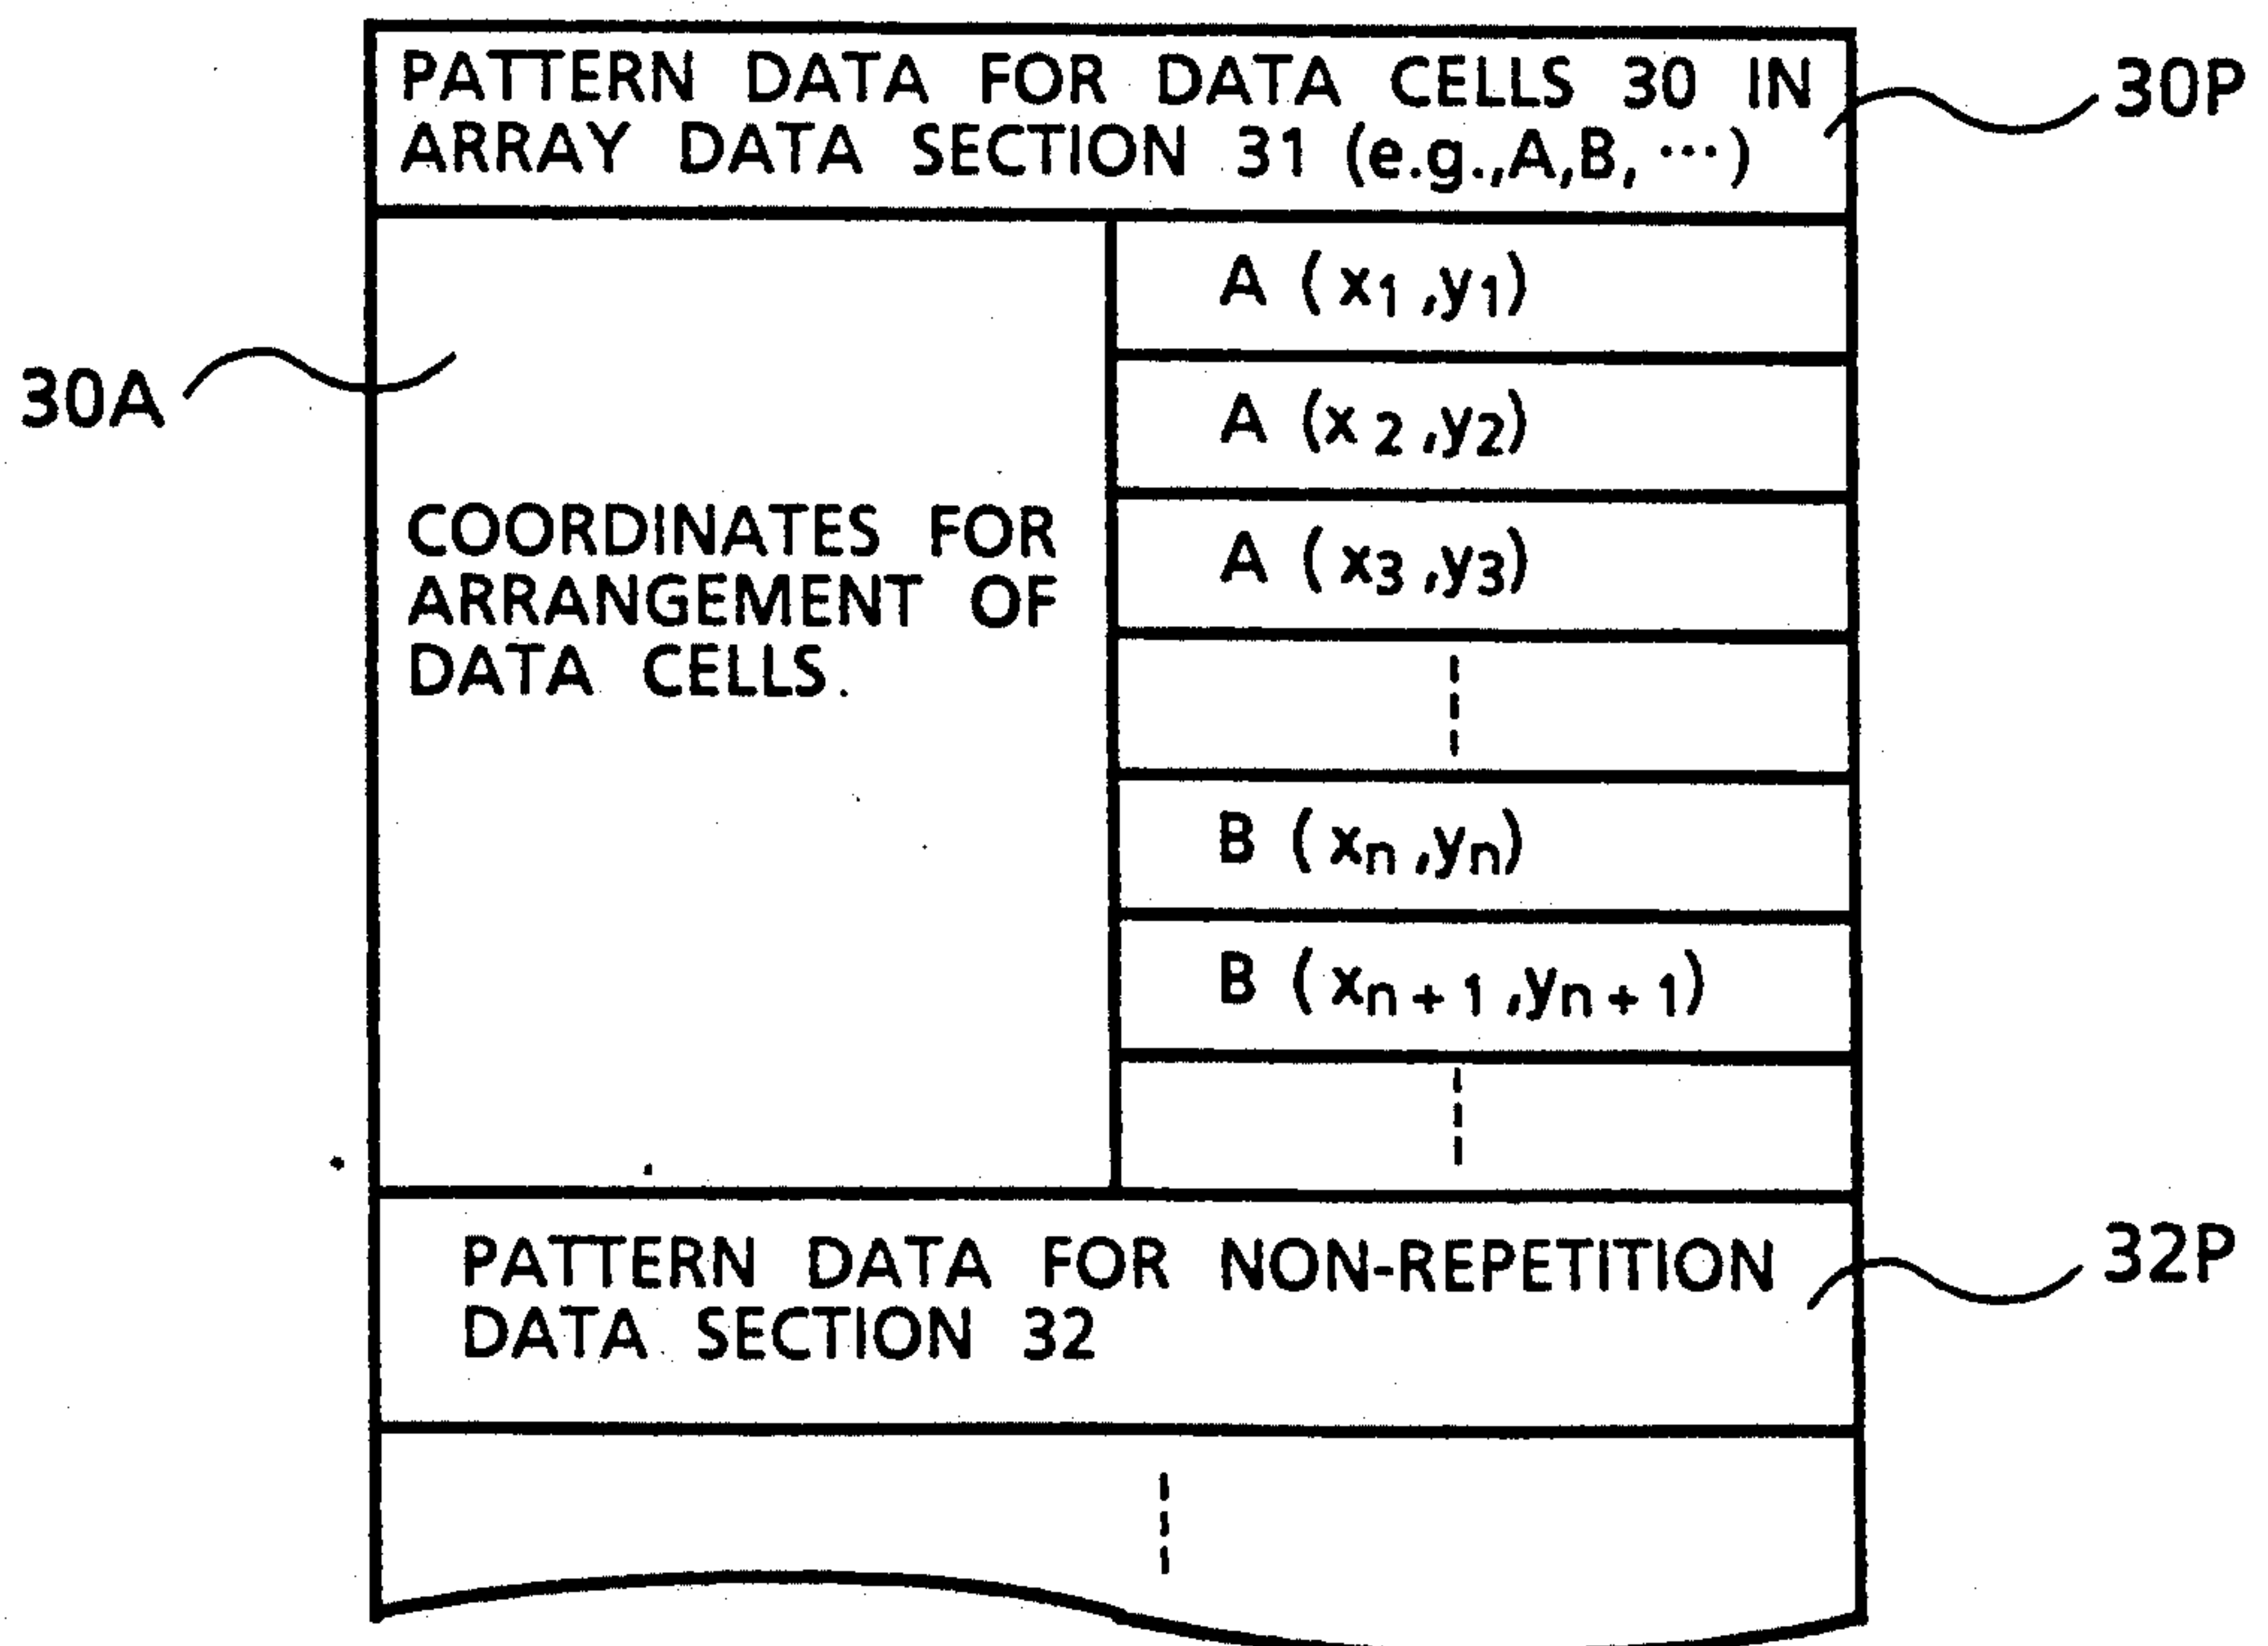 PATTERN DATA FOR DATA CELLS 30 IN
ARRAY DATA SECTION 31 (e.g.,A,B, ···)
30P
A (x1,y1)
30A
A (x2,y2)
COORDINATES FOR
ARRANGEMENT OF
DATA CELLS.
A (x3,y3)
B (xn,yn)
B (xn+1,yn+1)
PATTERN DATA FOR NON-REPETITION
DATA SECTION 32
32P